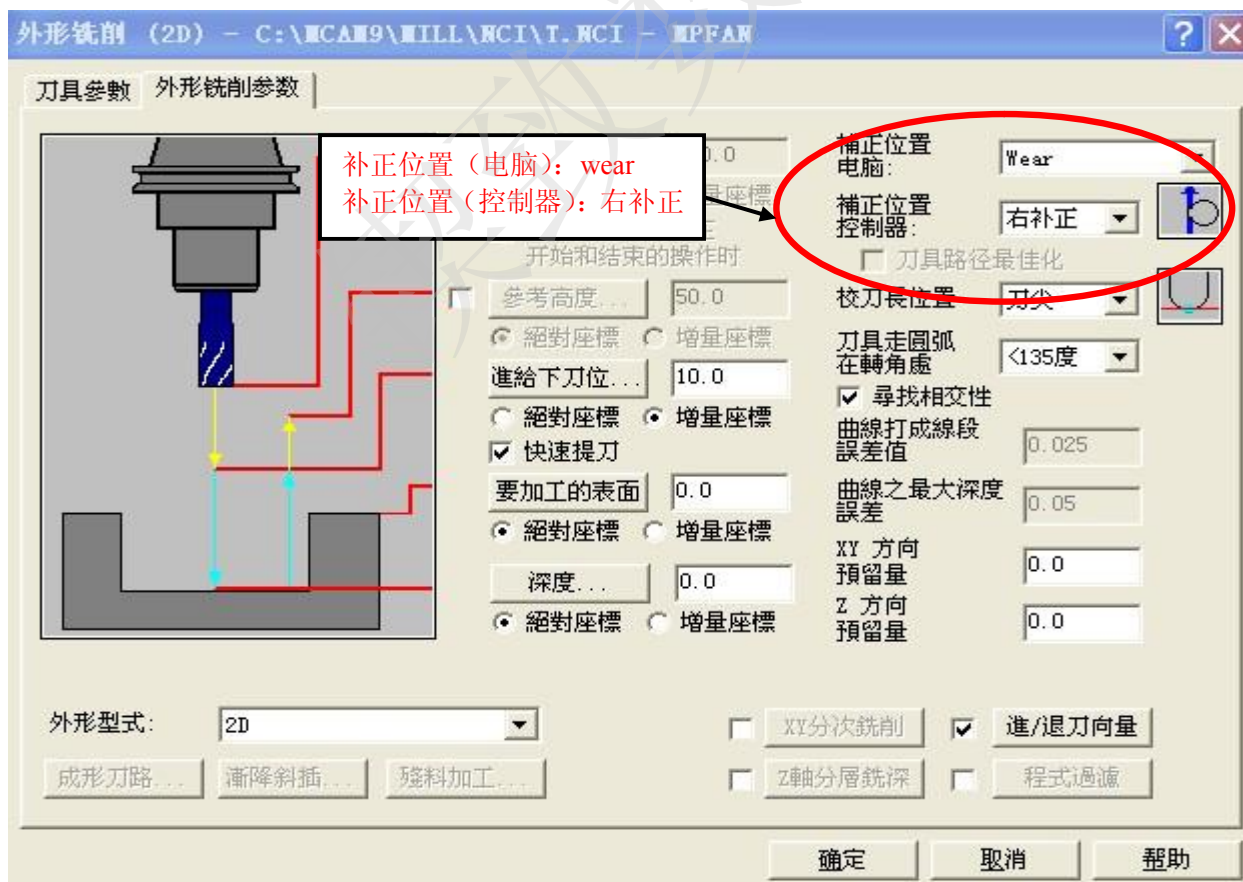 外形铣削 (2D) - C:\MCAM9\MILL\NCI\T.NCI - MPFAN
刀具參數
外形铣削参数
补正位置（电脑）：wear
补正位置（控制器）：右补正
開始和结束的操作时
參考高度...
50.0
絕對座標
增量座標
進給下刀位...
10.0
絕對座標
增量座標
快速提刀
要加工的表面
0.0
絕對座標
增量座標
深度...
0.0
絕對座標
增量座標
補正位置
电脑:
Wear
補正位置
控制器:
右补正
刀具路径最佳化
校刀長位置
刀尖
刀具走圓弧
在轉角處
<135度
尋找相交性
曲線打成線段
誤差值
0.025
曲線之最大深度
誤差
0.05
XY 方向
預留量
0.0
Z 方向
預留量
0.0
外形型式:
2D
成形刀路...
漸降斜插...
殘料加工...
XY分次銑削
進/退刀向量
Z軸分層銑深
程式過濾
确定
取消
帮助